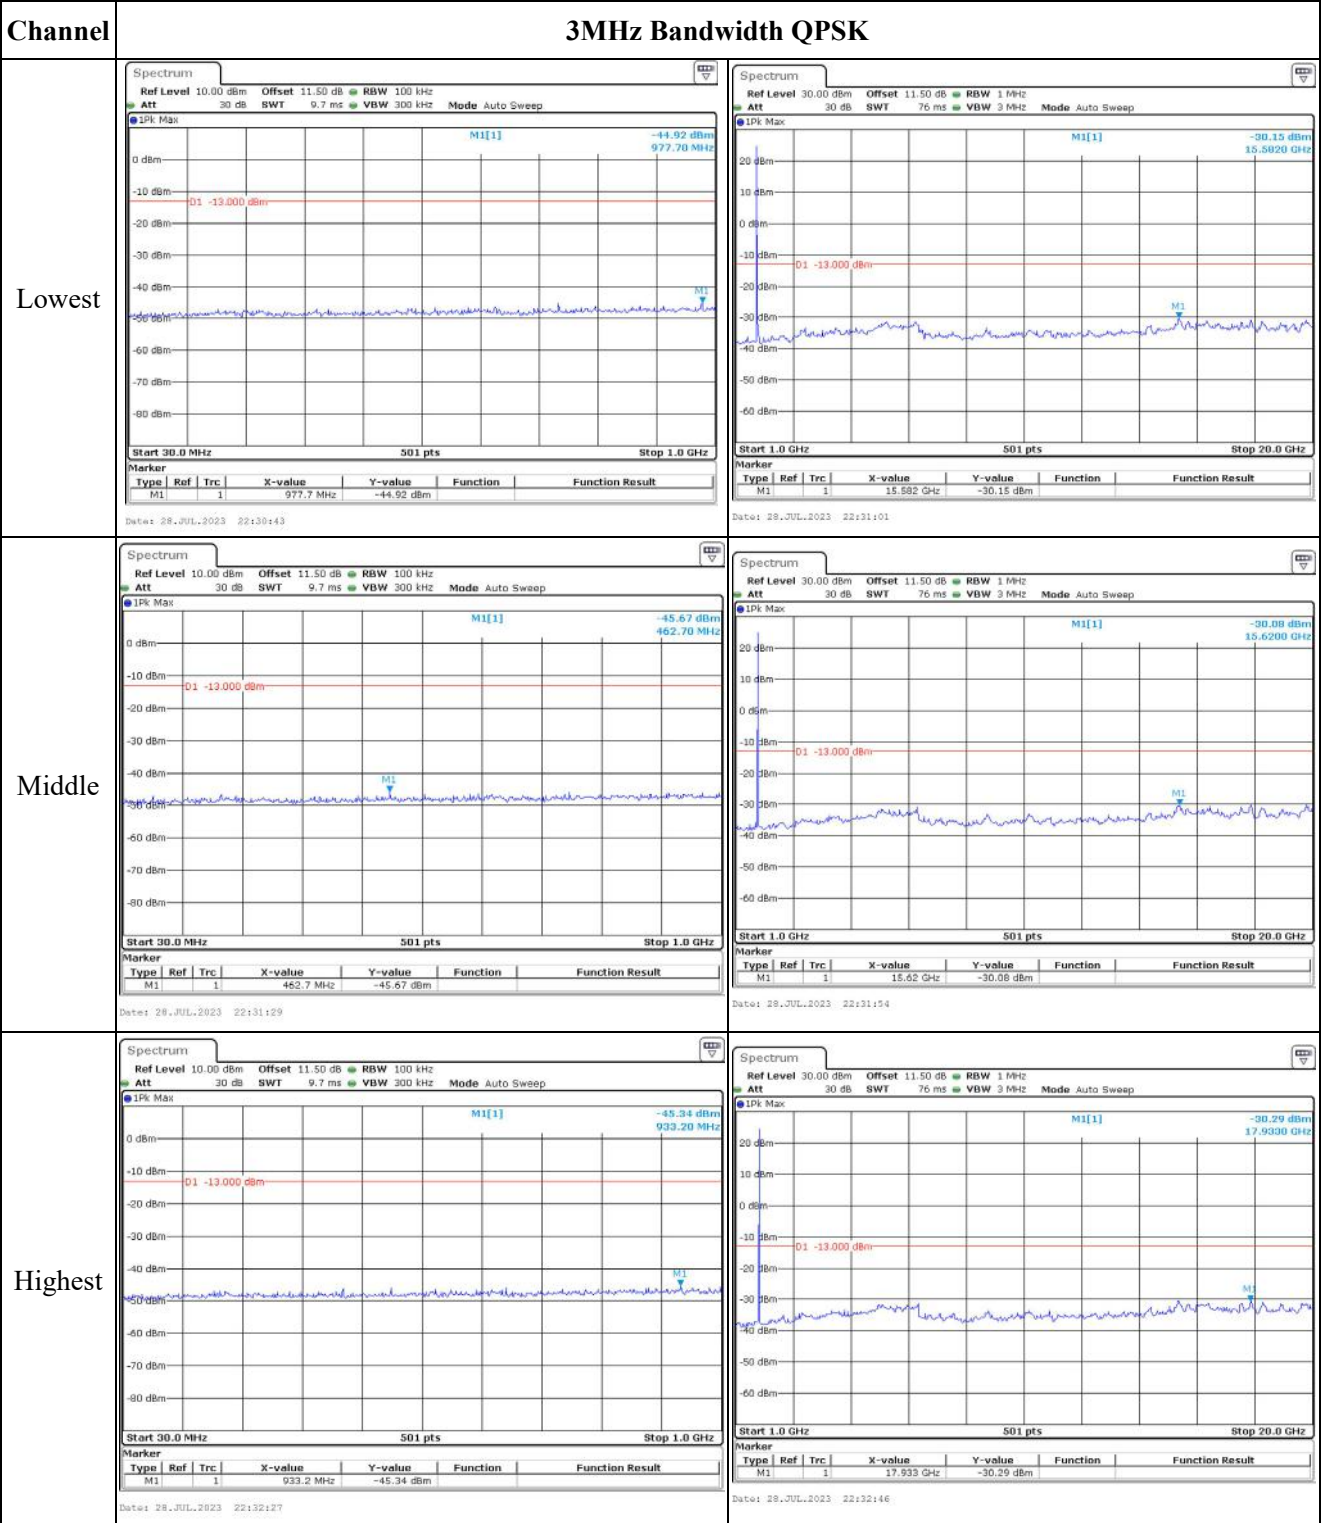 Channel 3MHz Bandwidth QPSK
Lowest
Spectrum
Ref Level 10.00 dBm Offset 11.50 dB RBW 100 kHz
Att 30 dB SWT 9.7 ms VBW 300 kHz Mode Auto Sweep
1Pk Max
M1[1] -44.92 dBm
977.70 MHz
0 dBm
-10 dBm
D1 -13.000 dBm
-20 dBm
-30 dBm
-40 dBm
M1
-50 dBm
-60 dBm
-70 dBm
-80 dBm
Start 30.0 MHz 501 pts Stop 1.0 GHz
Marker
Type Ref Trc X-value Y-value Function Function Result
M1 1 977.7 MHz -44.92 dBm
Date: 28.JUL.2023 22:30:43
Spectrum
Ref Level 30.00 dBm Offset 11.50 dB RBW 1 MHz
Att 30 dB SWT 76 ms VBW 3 MHz Mode Auto Sweep
1Pk Max
M1[1] -30.15 dBm
15.5820 GHz
20 dBm
10 dBm
0 dBm
-10 dBm
D1 -13.000 dBm
-20 dBm
M1
-30 dBm
-40 dBm
-50 dBm
-60 dBm
Start 1.0 GHz 501 pts Stop 20.0 GHz
Marker
Type Ref Trc X-value Y-value Function Function Result
M1 1 15.582 GHz -30.15 dBm
Date: 28.JUL.2023 22:31:01
Middle
Spectrum
Ref Level 10.00 dBm Offset 11.50 dB RBW 100 kHz
Att 30 dB SWT 9.7 ms VBW 300 kHz Mode Auto Sweep
1Pk Max
M1[1] -45.67 dBm
462.70 MHz
0 dBm
-10 dBm
D1 -13.000 dBm
-20 dBm
-30 dBm
-40 dBm
M1
-50 dBm
-60 dBm
-70 dBm
-80 dBm
Start 30.0 MHz 501 pts Stop 1.0 GHz
Marker
Type Ref Trc X-value Y-value Function Function Result
M1 1 462.7 MHz -45.67 dBm
Date: 28.JUL.2023 22:31:29
Spectrum
Ref Level 30.00 dBm Offset 11.50 dB RBW 1 MHz
Att 30 dB SWT 76 ms VBW 3 MHz Mode Auto Sweep
1Pk Max
M1[1] -30.08 dBm
15.6200 GHz
20 dBm
10 dBm
0 dBm
-10 dBm
D1 -13.000 dBm
-20 dBm
M1
-30 dBm
-40 dBm
-50 dBm
-60 dBm
Start 1.0 GHz 501 pts Stop 20.0 GHz
Marker
Type Ref Trc X-value Y-value Function Function Result
M1 1 15.62 GHz -30.08 dBm
Date: 28.JUL.2023 22:31:54
Highest
Spectrum
Ref Level 10.00 dBm Offset 11.50 dB RBW 100 kHz
Att 30 dB SWT 9.7 ms VBW 300 kHz Mode Auto Sweep
1Pk Max
M1[1] -45.34 dBm
933.20 MHz
0 dBm
-10 dBm
D1 -13.000 dBm
-20 dBm
-30 dBm
-40 dBm
M1
-50 dBm
-60 dBm
-70 dBm
-80 dBm
Start 30.0 MHz 501 pts Stop 1.0 GHz
Marker
Type Ref Trc X-value Y-value Function Function Result
M1 1 933.2 MHz -45.34 dBm
Date: 28.JUL.2023 22:32:27
Spectrum
Ref Level 30.00 dBm Offset 11.50 dB RBW 1 MHz
Att 30 dB SWT 76 ms VBW 3 MHz Mode Auto Sweep
1Pk Max
M1[1] -30.29 dBm
17.9330 GHz
20 dBm
10 dBm
0 dBm
-10 dBm
D1 -13.000 dBm
-20 dBm
M1
-30 dBm
-40 dBm
-50 dBm
-60 dBm
Start 1.0 GHz 501 pts Stop 20.0 GHz
Marker
Type Ref Trc X-value Y-value Function Function Result
M1 1 17.933 GHz -30.29 dBm
Date: 28.JUL.2023 22:32:46